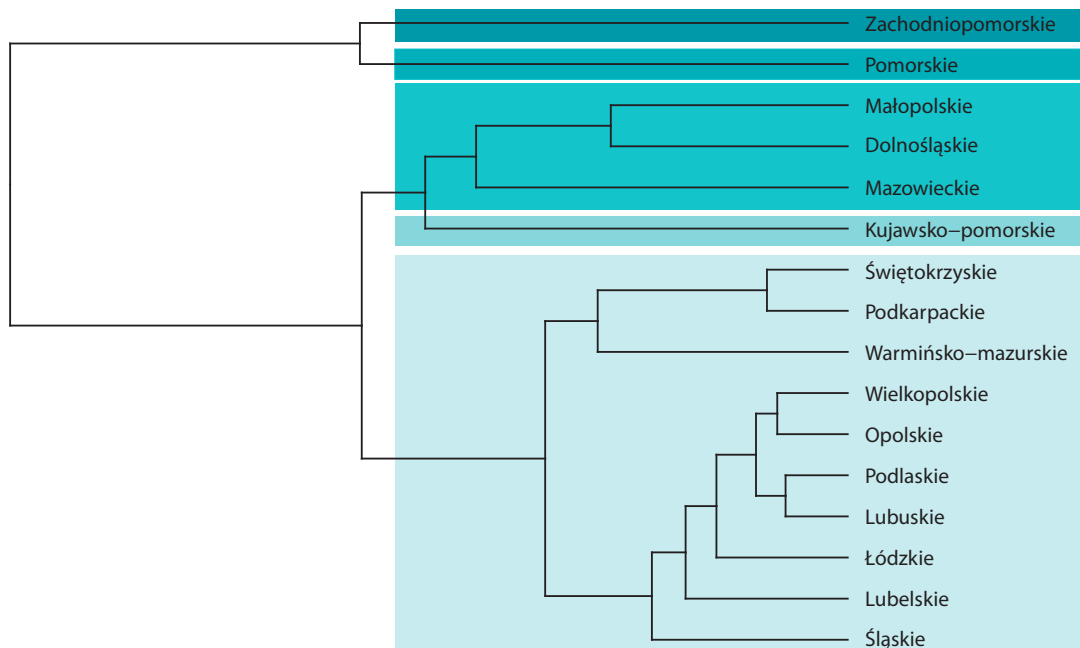 Zachodniopomorskie
Pomorskie
Małopolskie
Dolnośląskie
Mazowieckie
Kujawsko−pomorskie
Świętokrzyskie
Podkarpackie
Warmińsko−mazurskie
Wielkopolskie
Opolskie
Podlaskie
Lubuskie
Łódzkie
Lubelskie
Śląskie